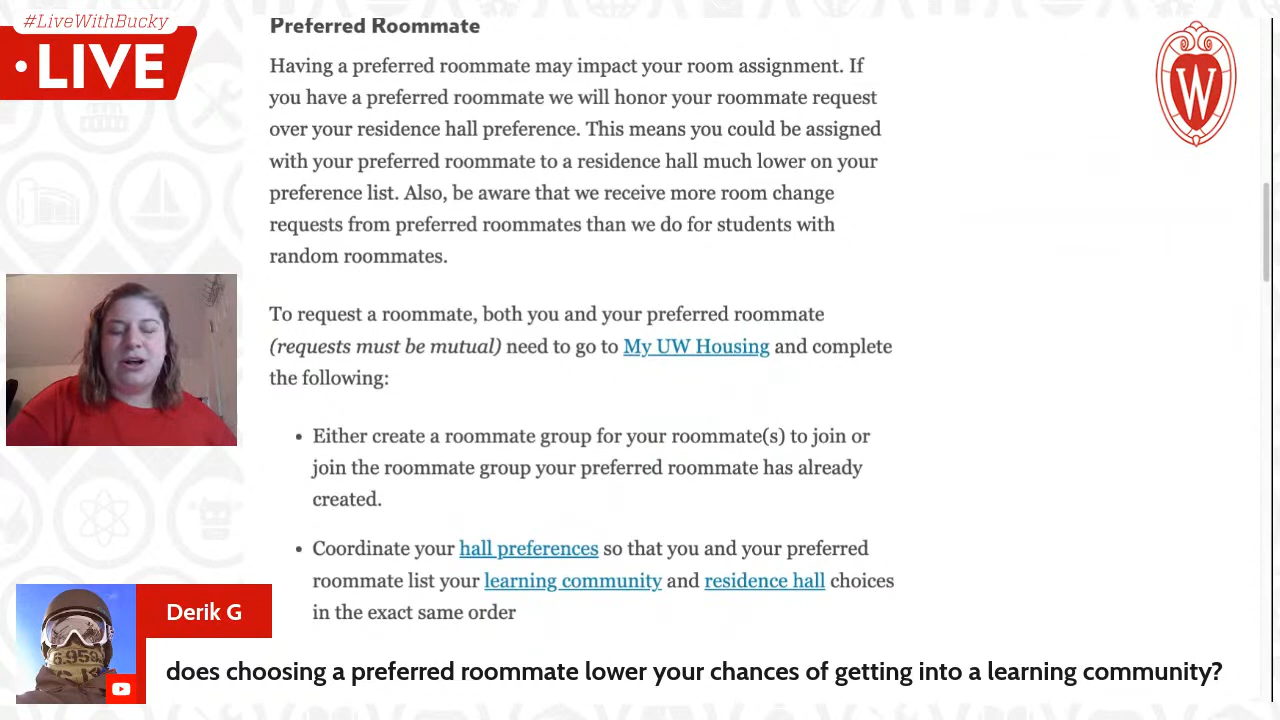 #LiveWithBucky
LIVE
W
Preferred Roommate
Having a preferred roommate may impact your room assignment. If
you have a preferred roommate we will honor your roommate request
over your residence hall preference. This means you could be assigned
with your preferred roommate to a residence hall much lower on your
preference list. Also, be aware that we receive more room change
requests from preferred roommates than we do for students with
random roommates.
To request a roommate, both you and your preferred roommate
(requests must be mutual) need to go to My UW Housing and complete
the following:
• Either create a roommate group for your roommate(s) to join or
join the roommate group your preferred roommate has already
created.
• Coordinate your hall preferences so that you and your preferred
roommate list your learning community and residence hall choices
in the exact same order
Derik G
does choosing a preferred roommate lower your chances of getting into a learning community?